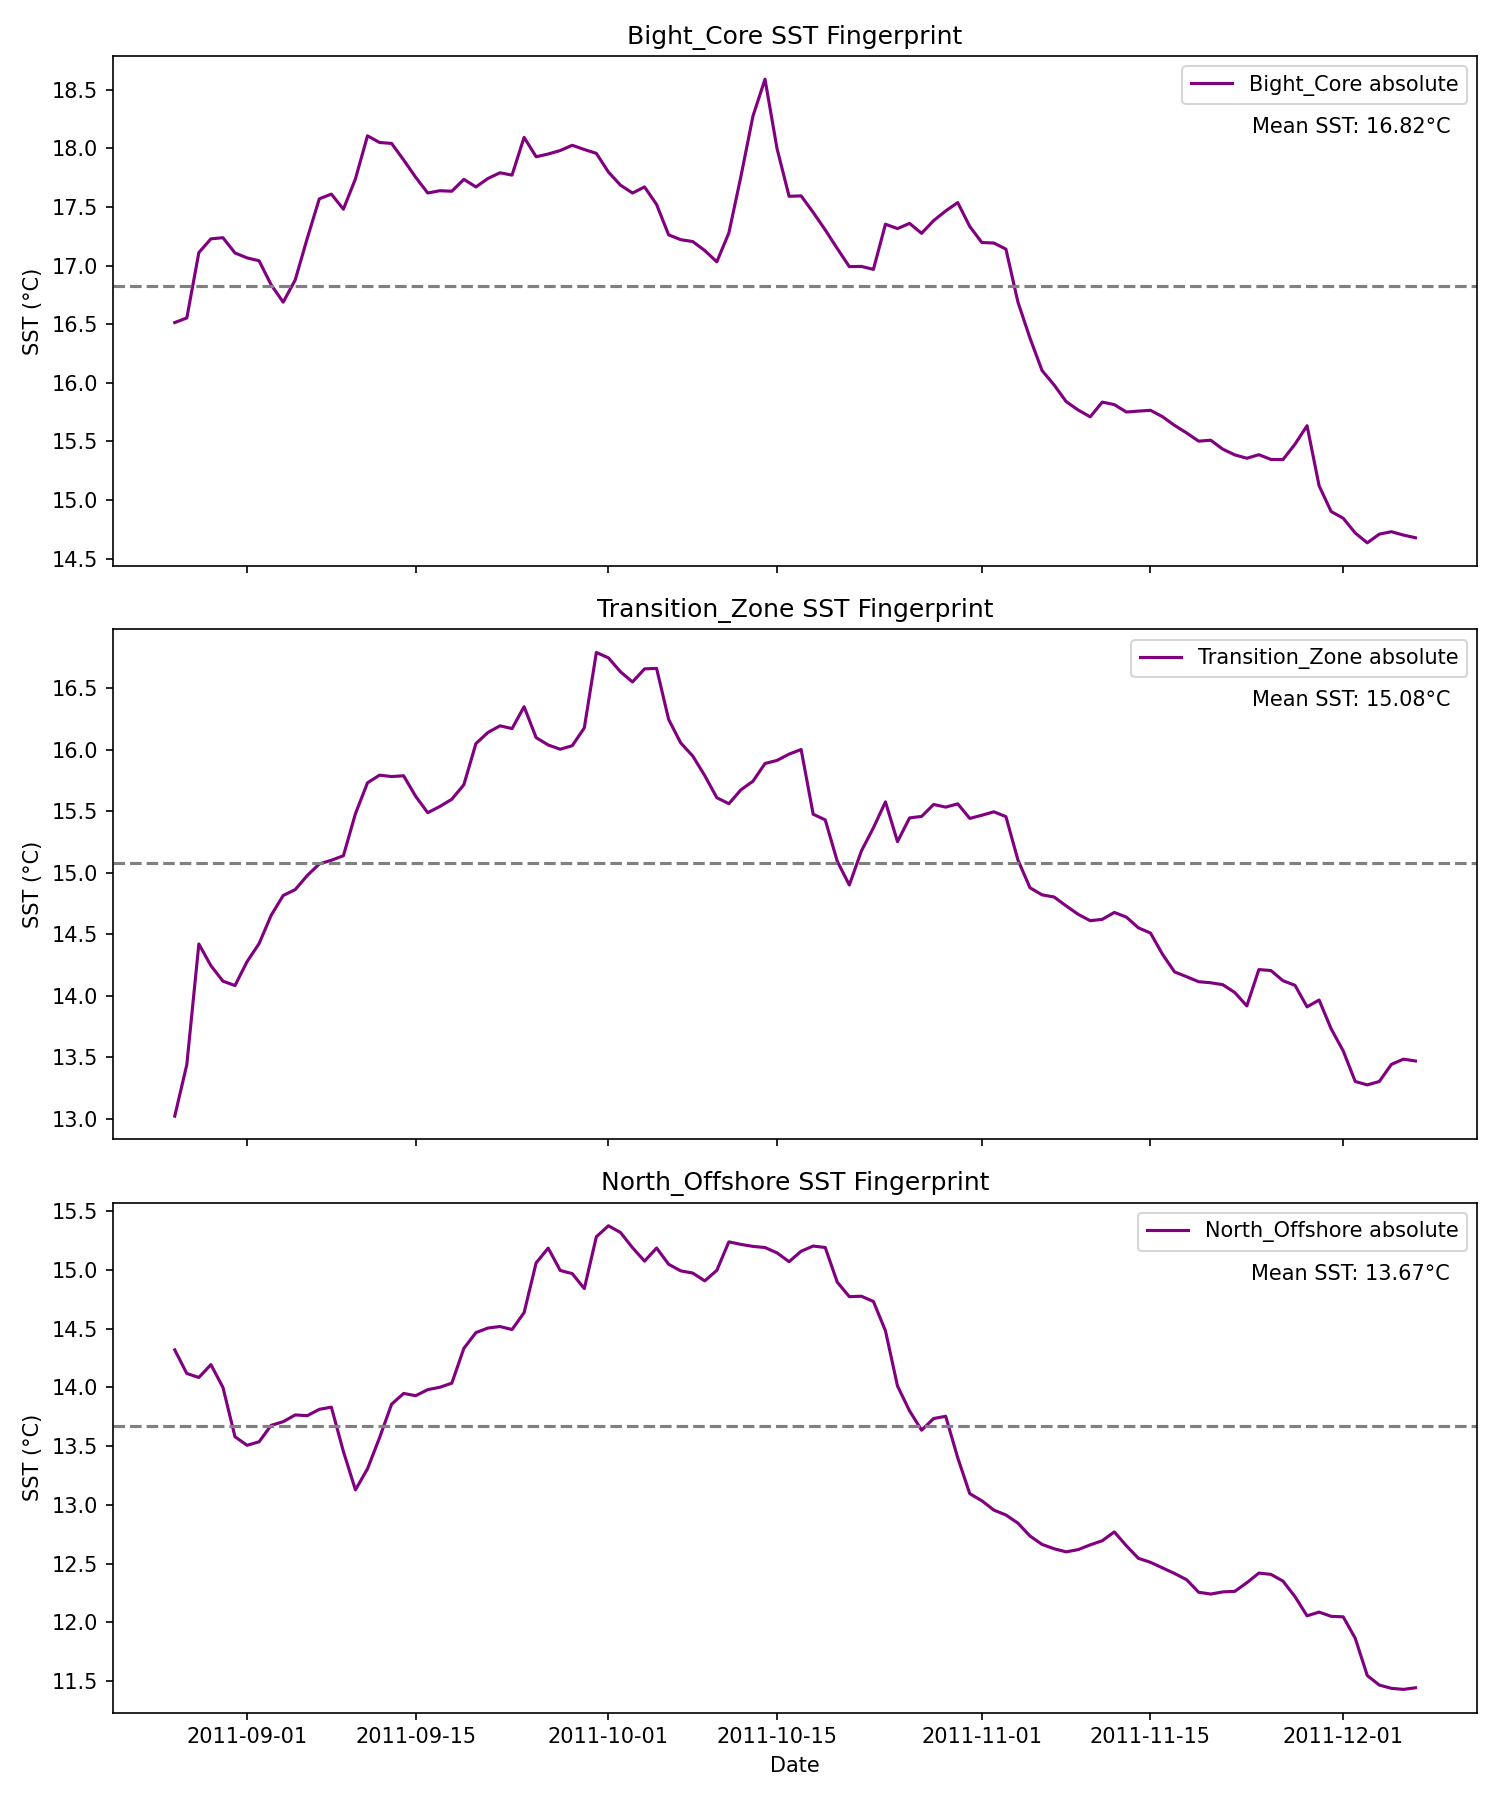 Bight_Core SST Fingerprint
Bight_Core absolute
Mean SST: 16.82°C
18.5
18.0
17.5
17.0
16.5
16.0
15.5
15.0
14.5
SST (°C)
Transition_Zone SST Fingerprint
Transition_Zone absolute
Mean SST: 15.08°C
16.5
16.0
15.5
15.0
14.5
14.0
13.5
13.0
SST (°C)
North_Offshore SST Fingerprint
North_Offshore absolute
Mean SST: 13.67°C
15.5
15.0
14.5
14.0
13.5
13.0
12.5
12.0
11.5
SST (°C)
2011-09-01 2011-09-15 2011-10-01 2011-10-15 2011-11-01 2011-11-15 2011-12-01
Date